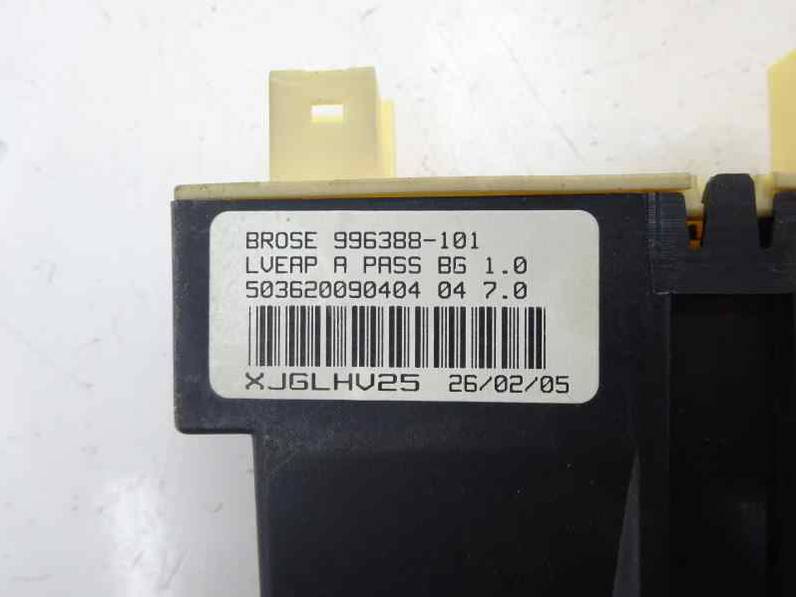 BROSE 996388-101
LVEAP A PASS BG 1.0
503620090404 04 7.0
XJGLHV25 26/02/05